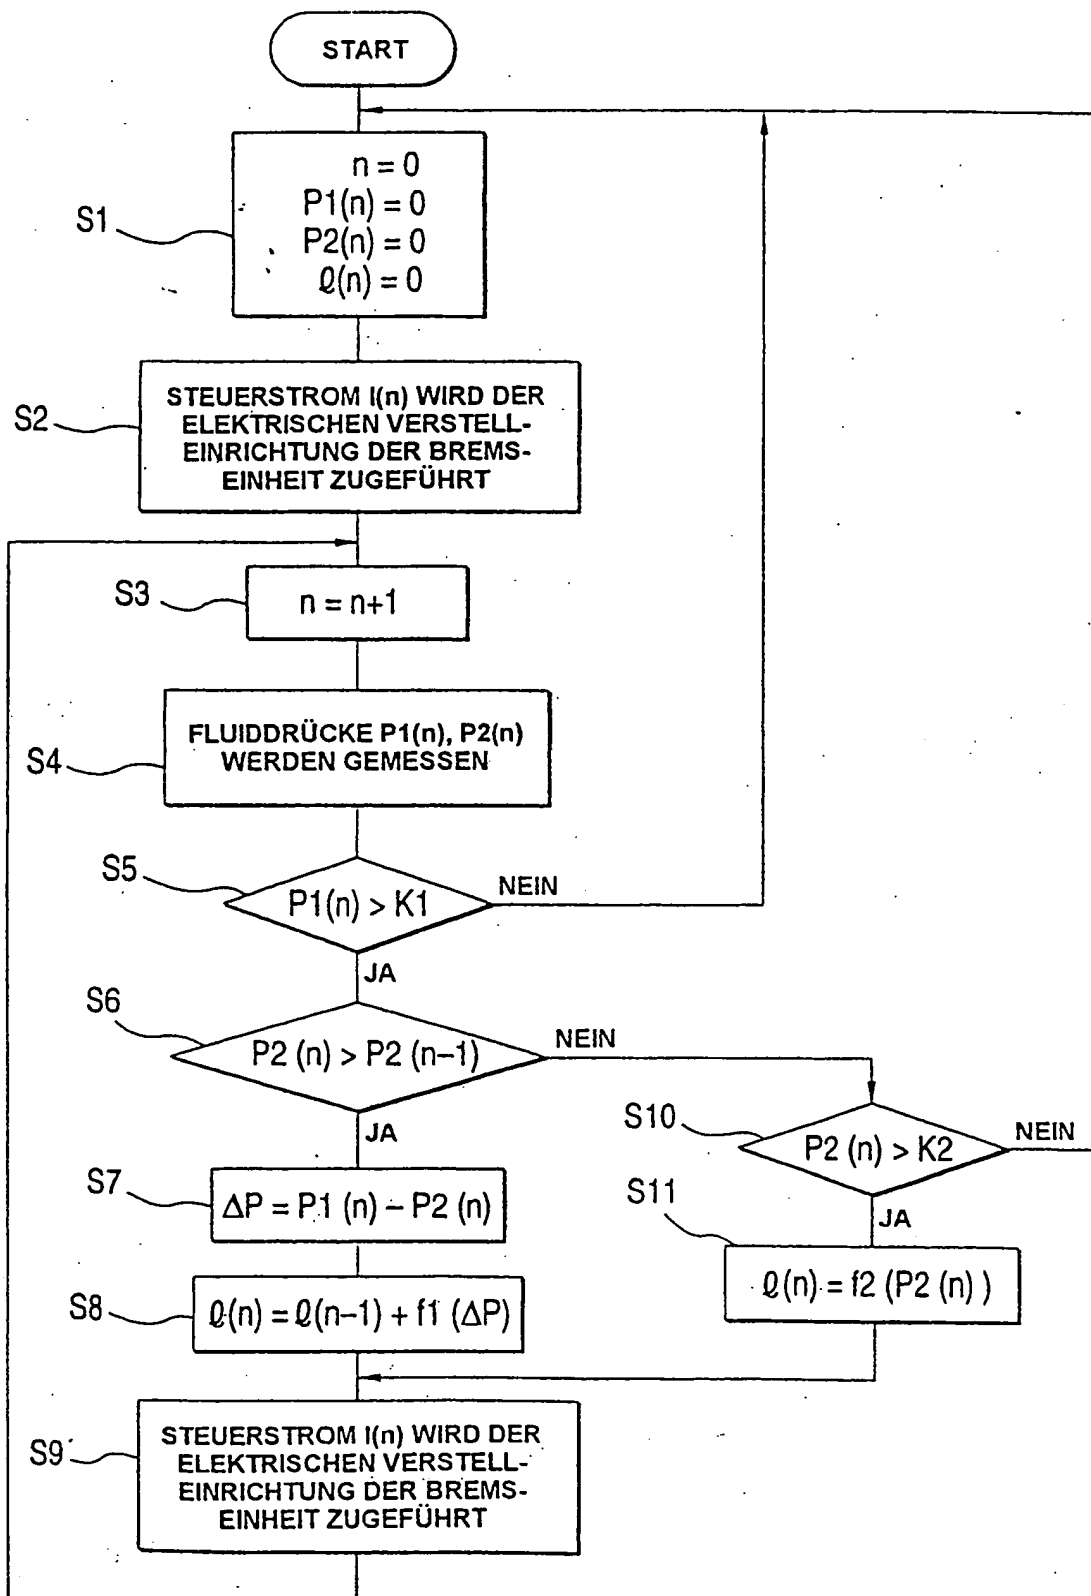 START
n = 0
P1(n) = 0
S1
P2(n) = 0
ℓ(n) = 0
S2
STEUERSTROM I(n) WIRD DER
ELEKTRISCHEN VERSTELL-
EINRICHTUNG DER BREMS-
EINHEIT ZUGEFÜHRT
S3
n = n+1
S4
FLUIDDRÜCKE P1(n), P2(n)
WERDEN GEMESSEN
S5
P1(n) > K1
NEIN
JA
S6
P2 (n) > P2 (n–1)
NEIN
JA
S10
P2 (n) > K2
NEIN
JA
S7
ΔP = P1 (n) – P2 (n)
S11
ℓ(n) = f2 (P2 (n) )
S8
ℓ(n) = ℓ(n–1) + f1 (ΔP)
S9
STEUERSTROM I(n) WIRD DER
ELEKTRISCHEN VERSTELL-
EINRICHTUNG DER BREMS-
EINHEIT ZUGEFÜHRT